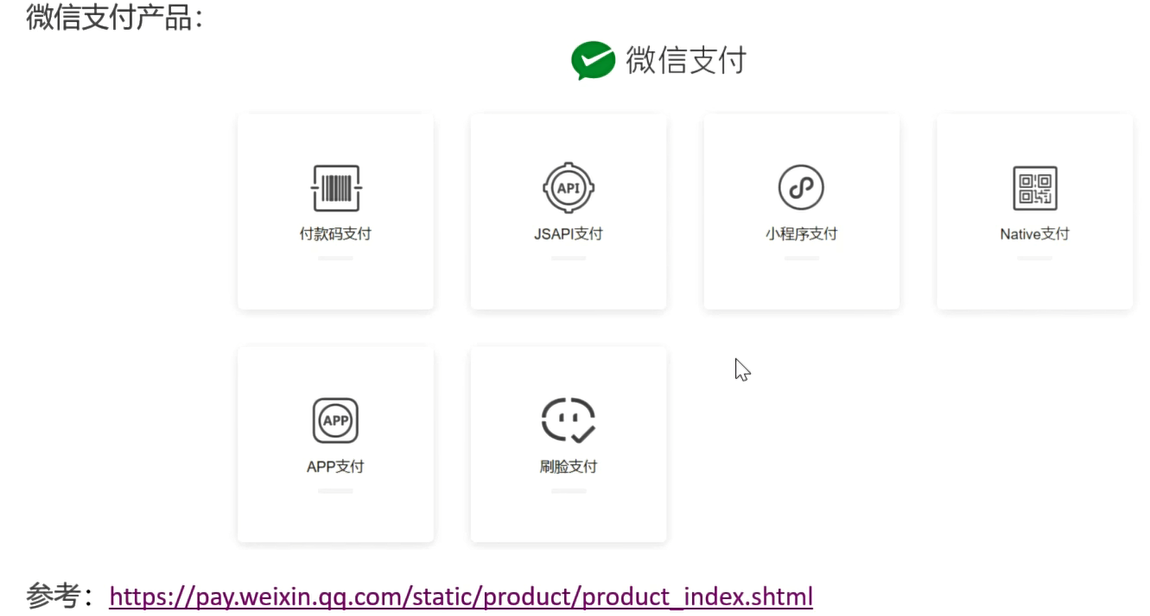 微信支付产品：
微信支付
付款码支付
API
JSAPI支付
小程序支付
Native支付
APP
APP支付
刷脸支付
参考：https://pay.weixin.qq.com/static/product/product_index.shtml